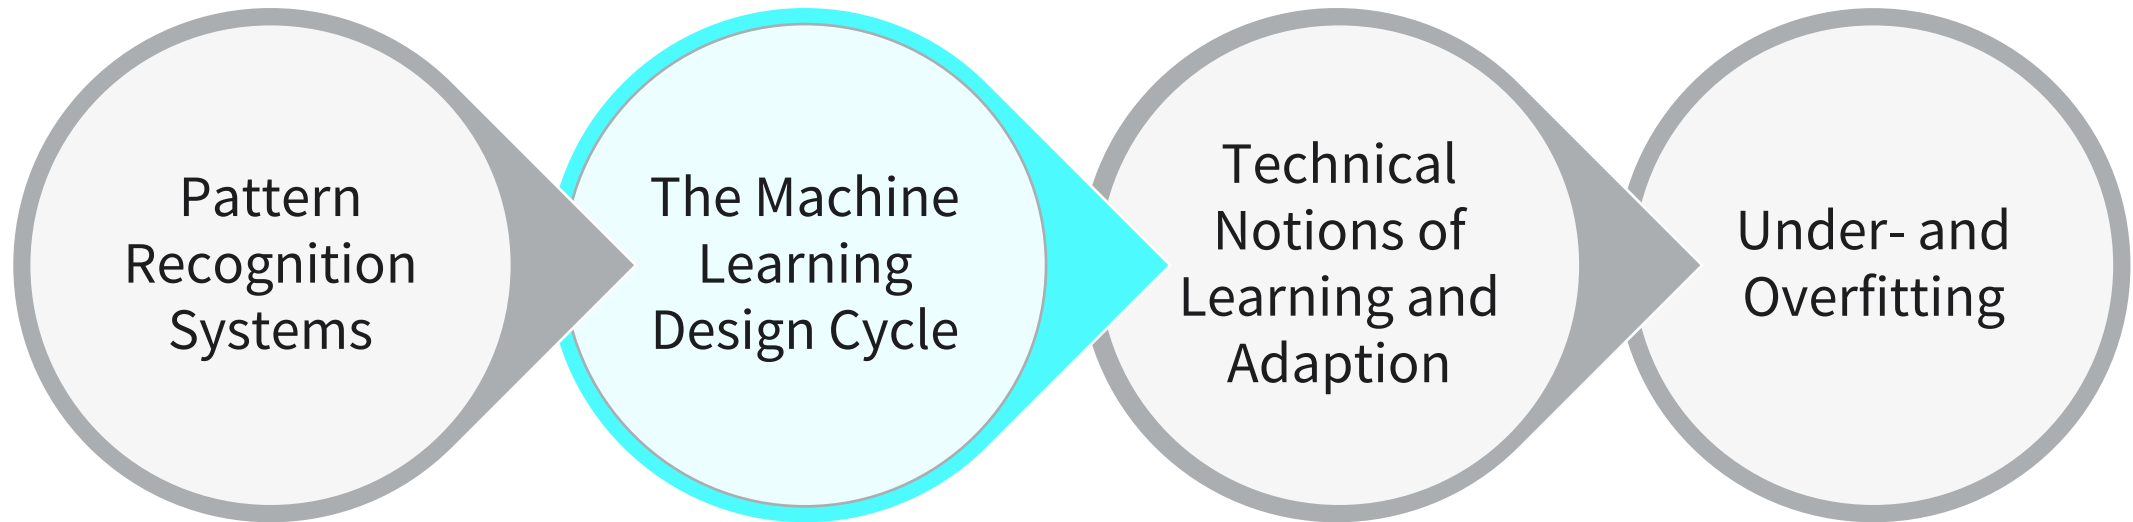 Pattern
Recognition
Systems
The Machine
Learning
Design Cycle
Technical
Notions of
Learning and
Adaption
Under- and
Overfitting